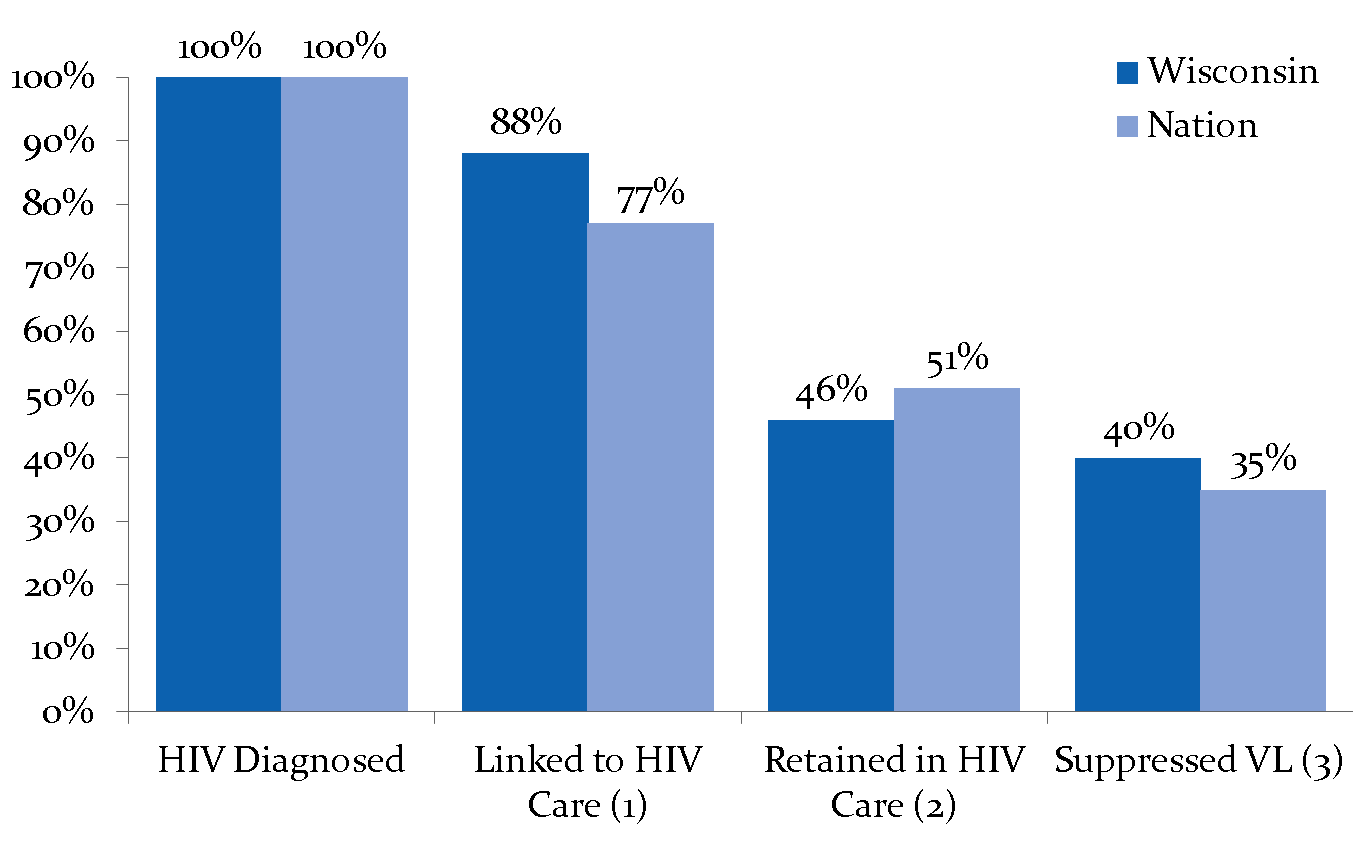 100% 100%
Wisconsin
Nation
88%
77%
46%
51%
40%
35%
100%
90%
80%
70%
60%
50%
40%
30%
20%
10%
0%
HIV Diagnosed
Linked to HIV
Care (1)
Retained in HIV
Care (2)
Suppressed VL (3)